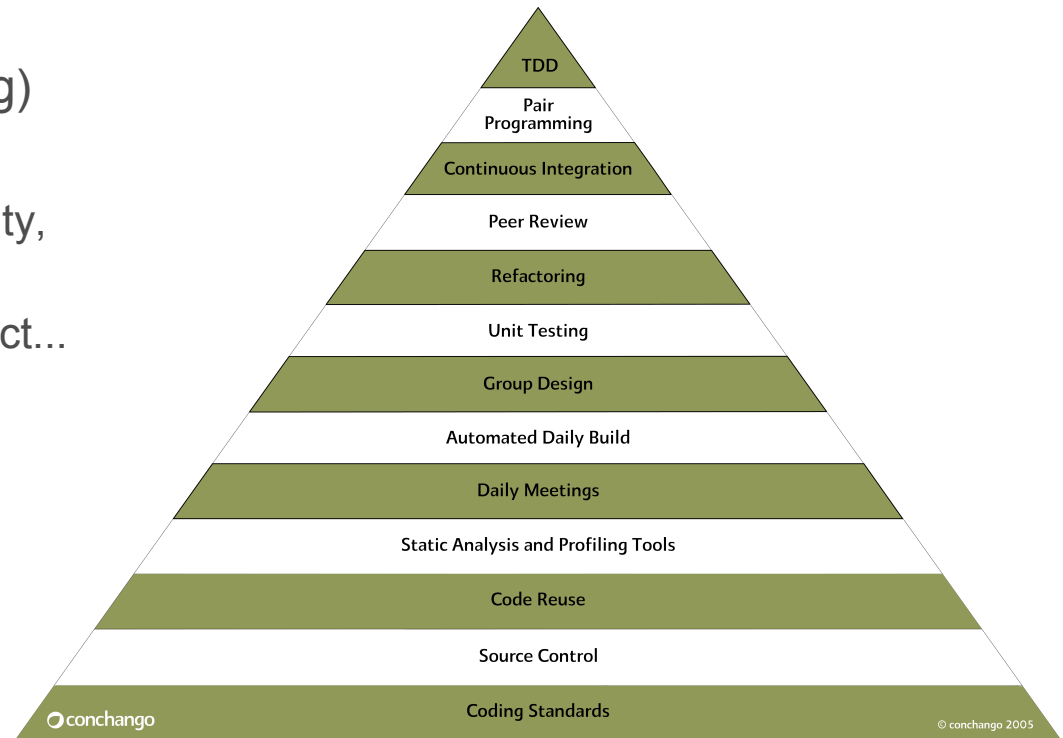 g)
ty,
ct...
TDD
Pair
Programming
Continuous Integration
Peer Review
Refactoring
Unit Testing
Group Design
Automated Daily Build
Daily Meetings
Static Analysis and Profiling Tools
Code Reuse
Source Control
Coding Standards
conchango
© conchango 2005